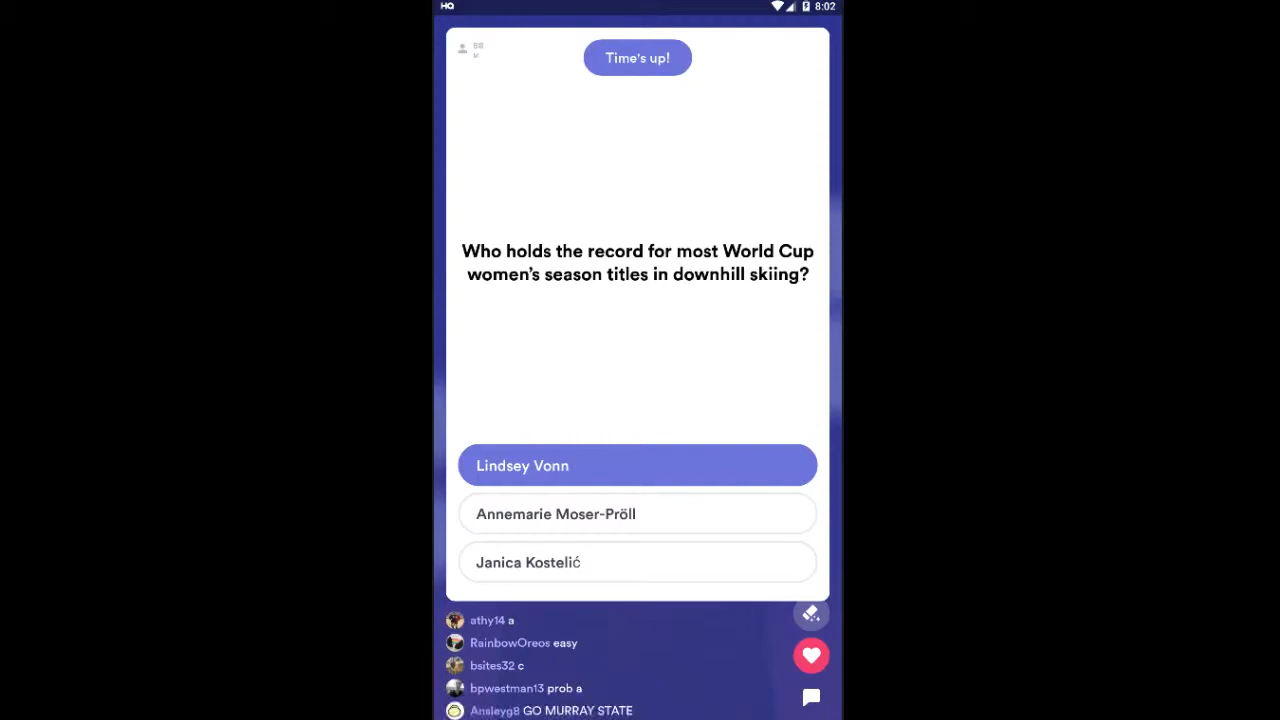 HQ
8:02
Time's up!
Who holds the record for most World Cup
women's season titles in downhill skiing?
Lindsey Vonn
Annemarie Moser-Pröll
Janica Kostelić
athy14 a
RainbowOreos easy
bsites32 c
bpwestman13 prob a
Ansleyg8 GO MURRAY STATE